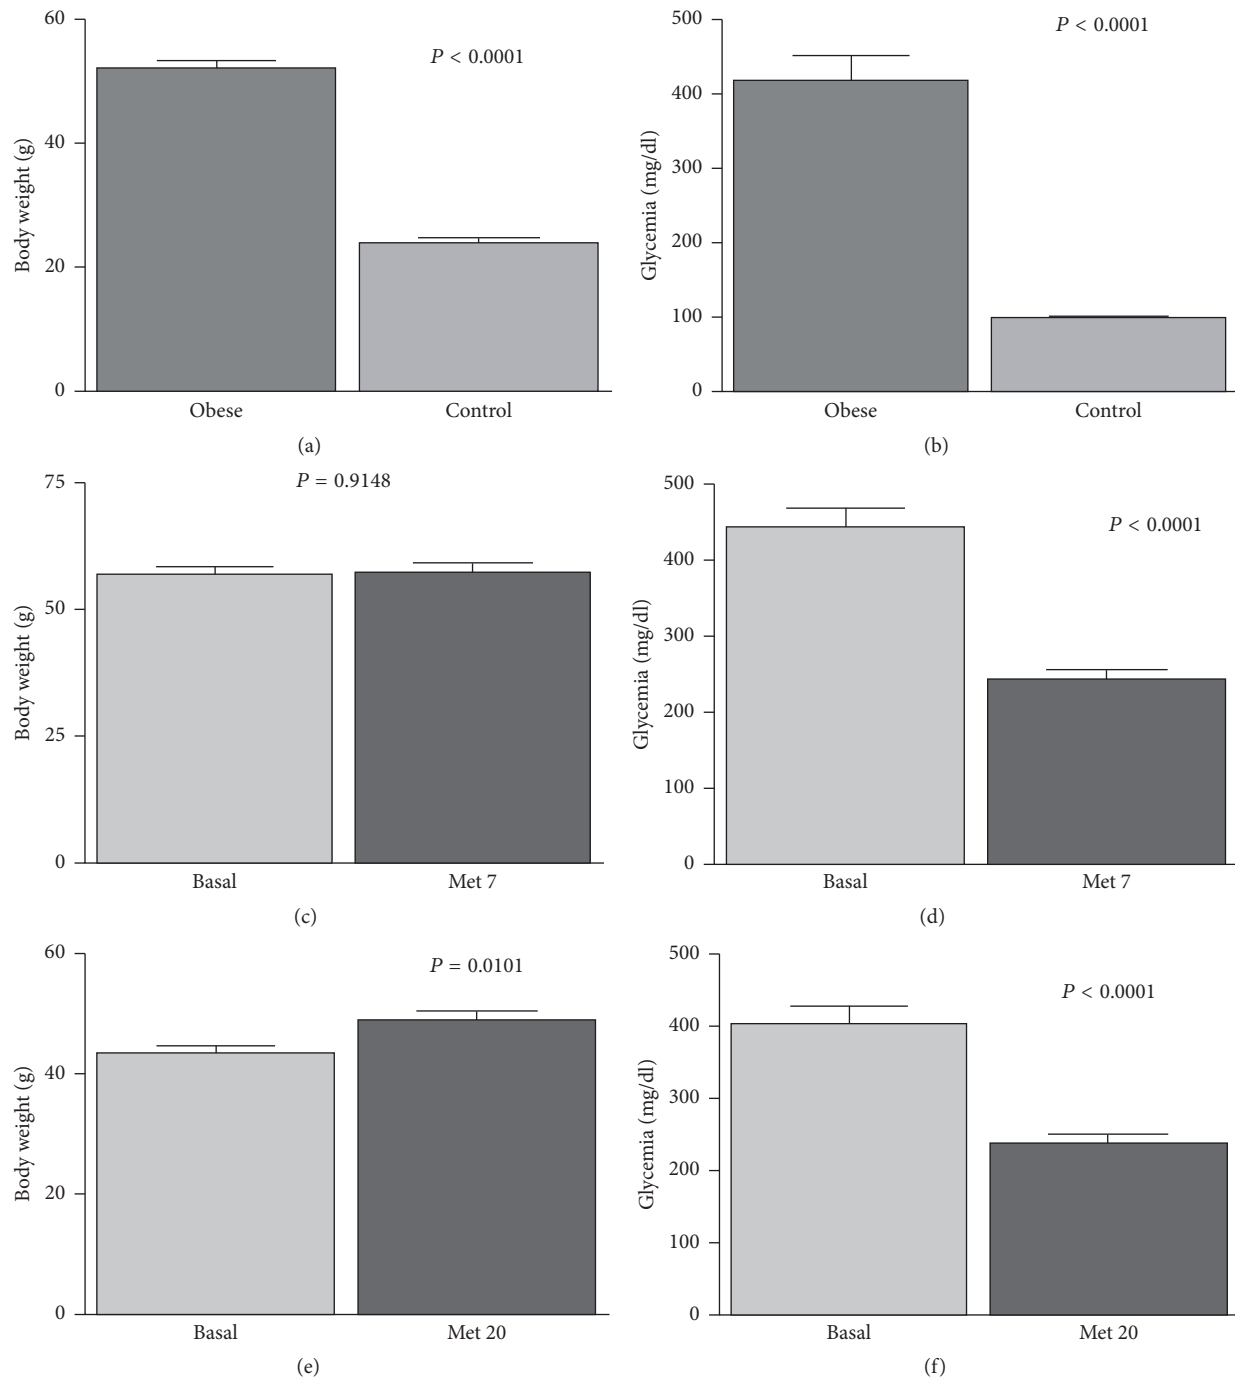 60
40
20
0
Body weight (g)
P < 0.0001
Obese
Control
(a)
500
400
300
200
100
0
Glycemia (mg/dl)
P < 0.0001
Obese
Control
(b)
75
50
25
0
Body weight (g)
P = 0.9148
Basal
Met 7
(c)
500
400
300
200
100
0
Glycemia (mg/dl)
P < 0.0001
Basal
Met 7
(d)
60
40
20
0
Body weight (g)
P = 0.0101
Basal
Met 20
(e)
500
400
300
200
100
0
Glycemia (mg/dl)
P < 0.0001
Basal
Met 20
(f)